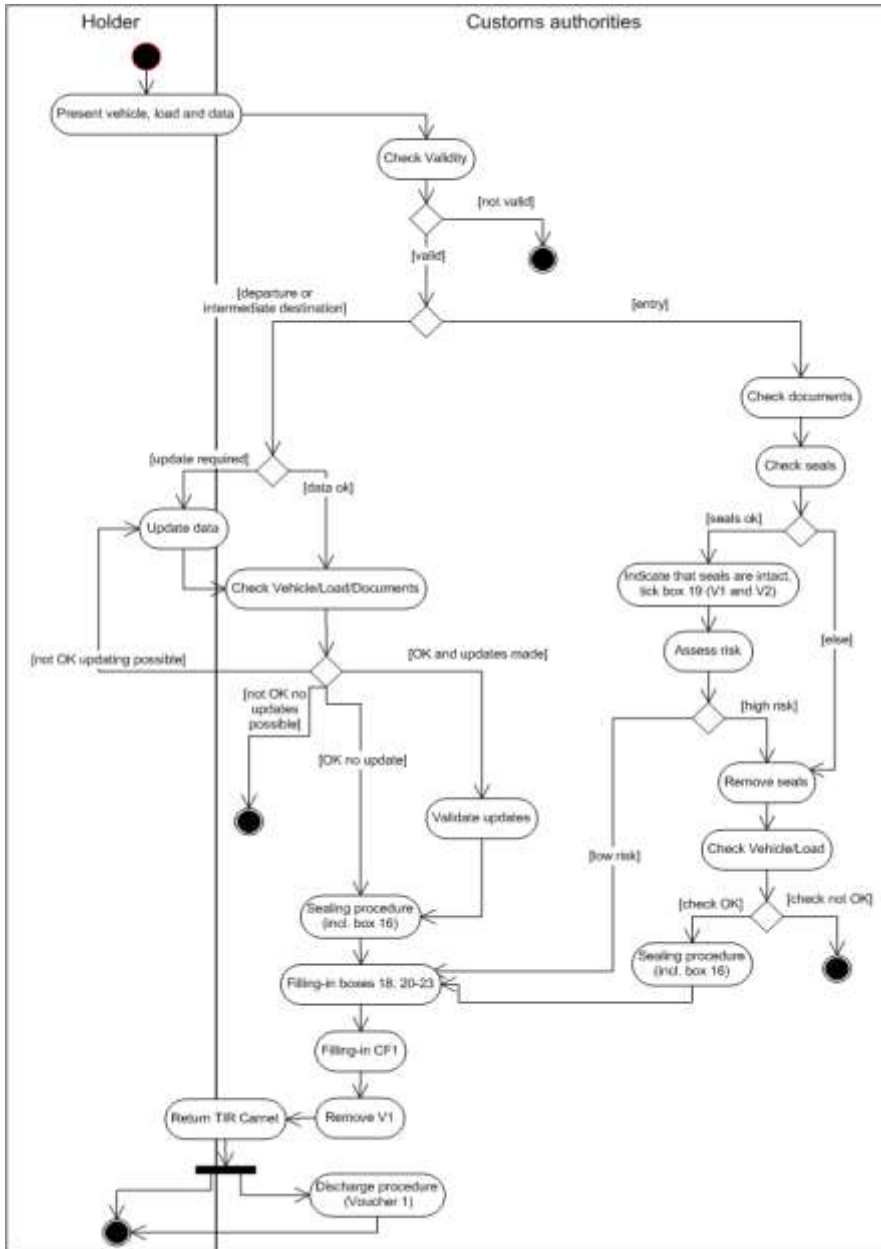 Holder
Customs authorities
Present vehicle, load and data
Check Validity
[not valid]
[valid]
[departure or
intermediate destination]
[entry]
Check documents
[update required]
Check seals
[data ok]
[seals ok]
Update data
Indicate that seals are intact,
tick box 19 (V1 and V2)
Check Vehicle/Load/Documents
[else]
Assess risk
[OK and updates made]
[not OK updating possible]
[not OK no
updates
possible]
[high risk]
[OK no update]
Remove seals
Validate updates
Check Vehicle/Load
[low risk]
[check not OK]
[check OK]
Sealing procedure
(incl. box 16)
Sealing procedure
(incl. box 16)
Filling-in boxes 18, 20-23
Filling-in CF1
Return TIR Carnet
Remove V1
Discharge procedure
(Voucher 1)